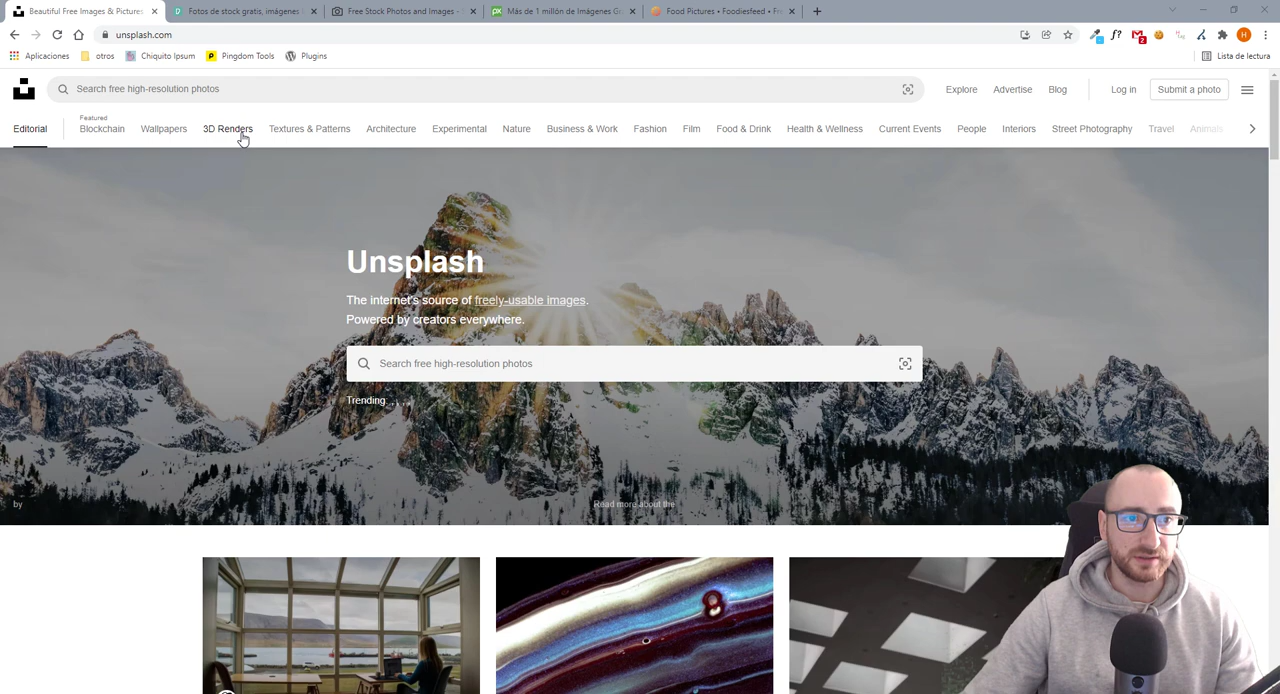 Beautiful Free Images & Pictures
Fotos de stock gratis, imágenes
Free Stock Photos and Images -
Más de 1 millón de Imágenes Gr
Food Pictures • Foodiesfeed • Fr
unsplash.com
Aplicaciones
otros
Chiquito Ipsum
Pingdom Tools
Plugins
Lista de lectura
Search free high-resolution photos
Explore
Advertise
Blog
Log in
Submit a photo
Editorial
Featured
Blockchain
Wallpapers
3D Renders
Textures & Patterns
Architecture
Experimental
Nature
Business & Work
Fashion
Film
Food & Drink
Health & Wellness
Current Events
People
Interiors
Street Photography
Travel
Animals
Unsplash
The internet's source of freely-usable images.
Powered by creators everywhere.
Search free high-resolution photos
Trending
by
Read more about the